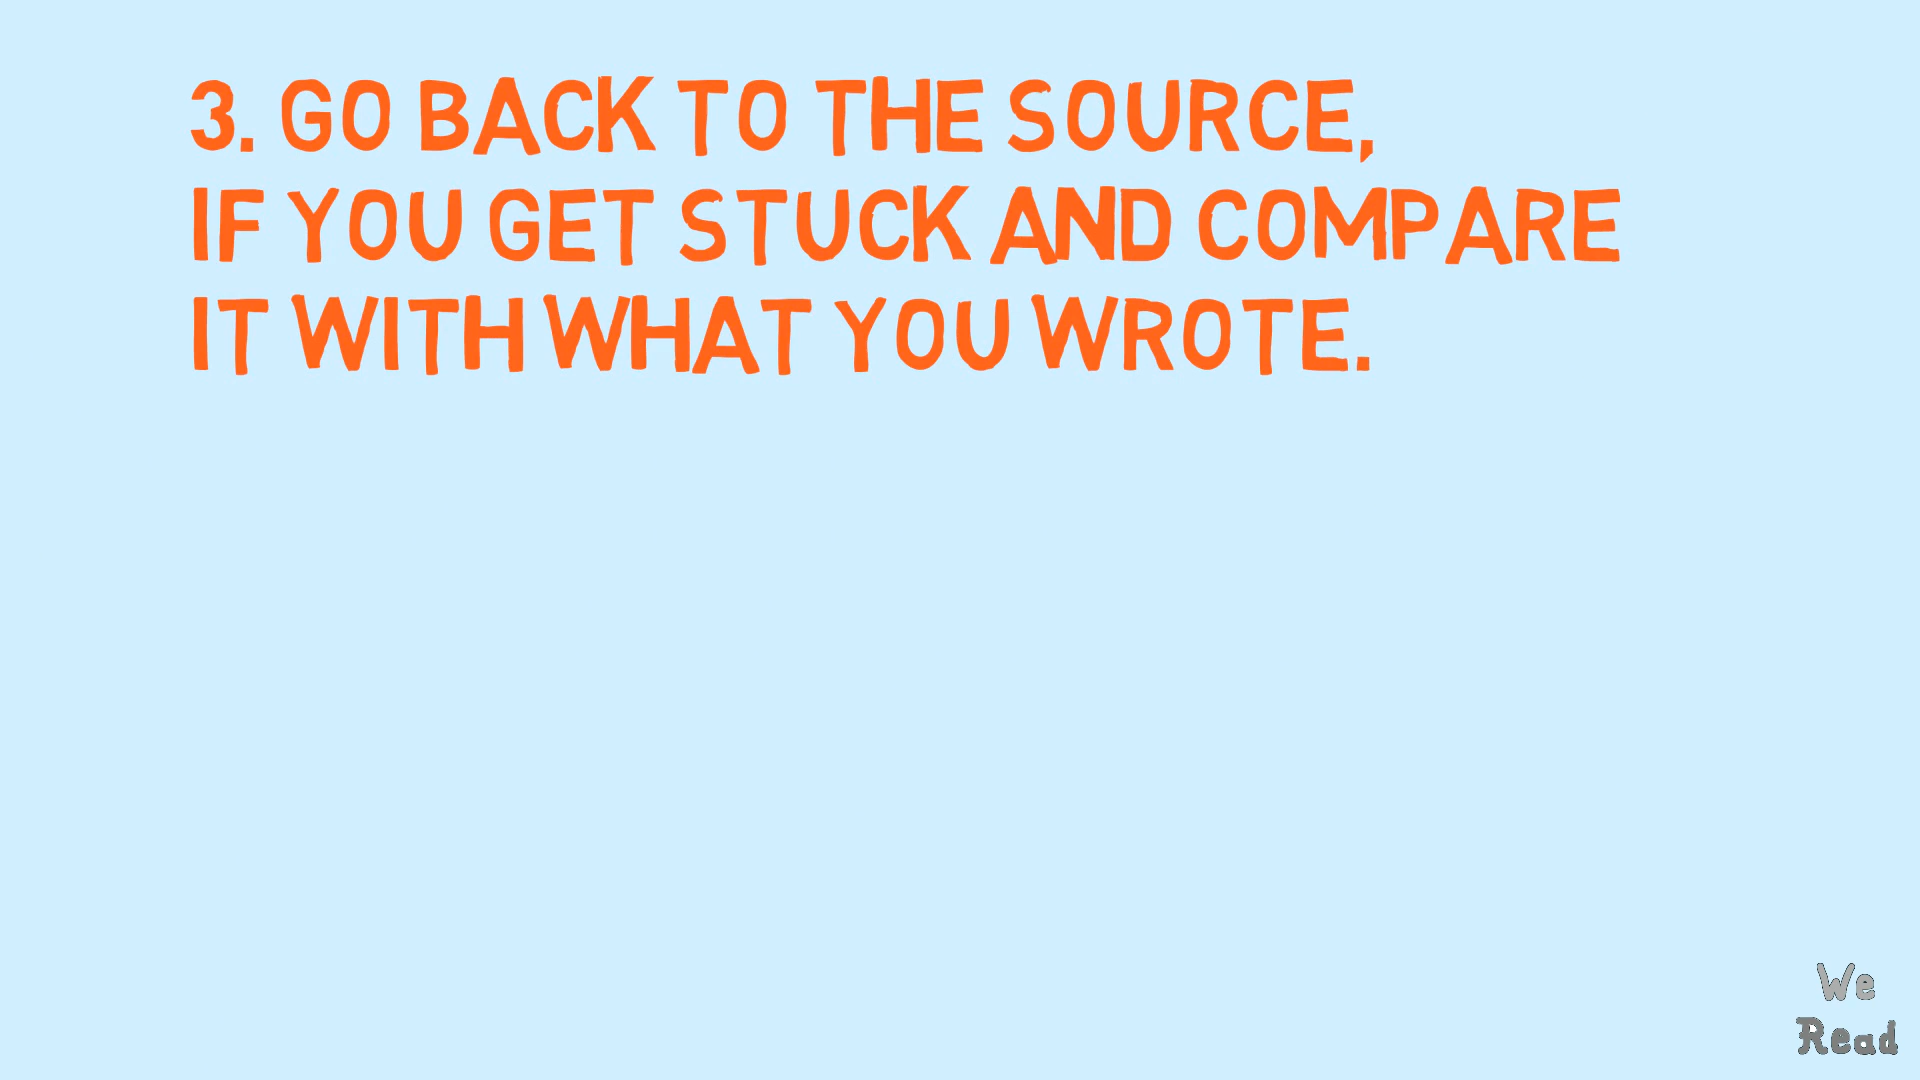 3. GO BACK TO THE SOURCE,
IF YOU GET STUCK AND COMPARE
IT WITH WHAT YOU WROTE.
We
Read